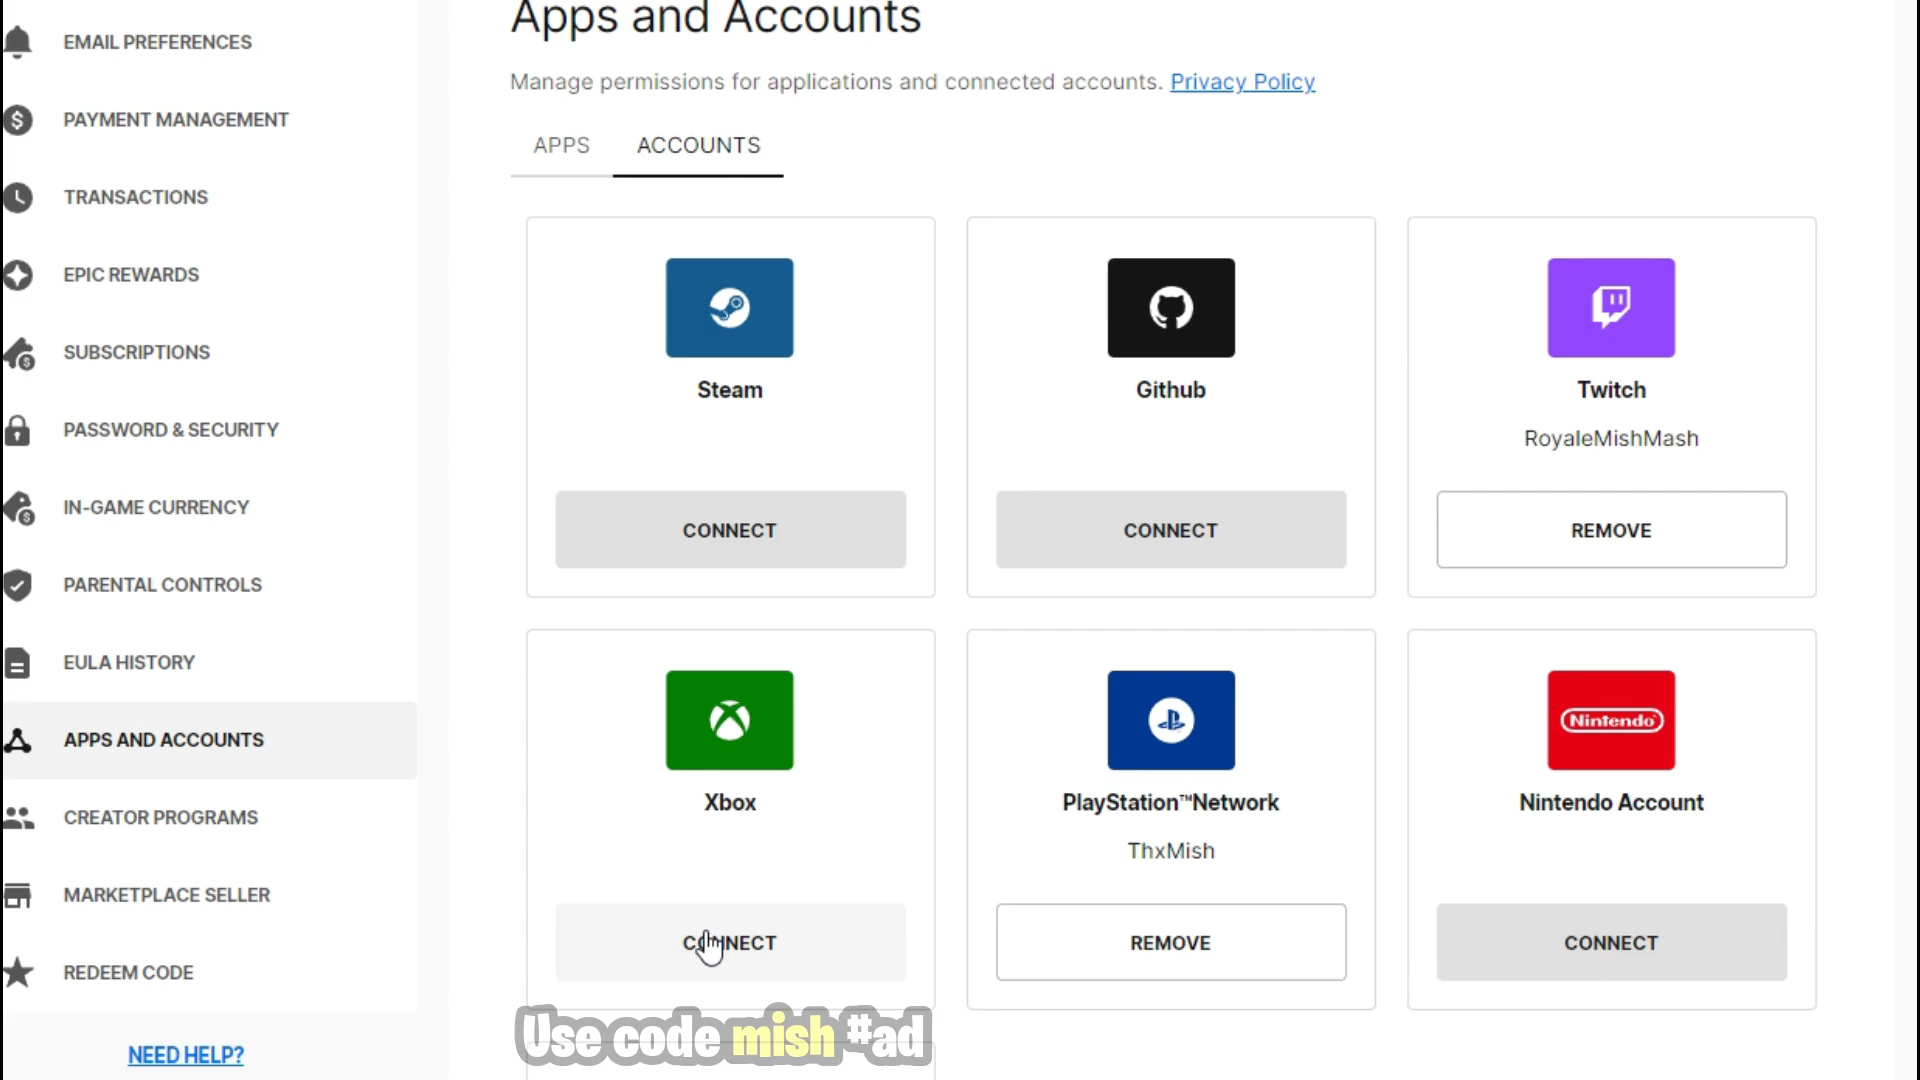 EMAIL PREFERENCES
PAYMENT MANAGEMENT
TRANSACTIONS
EPIC REWARDS
SUBSCRIPTIONS
PASSWORD & SECURITY
IN-GAME CURRENCY
PARENTAL CONTROLS
EULA HISTORY
APPS AND ACCOUNTS
CREATOR PROGRAMS
MARKETPLACE SELLER
REDEEM CODE
NEED HELP?
Apps and Accounts
Manage permissions for applications and connected accounts. Privacy Policy
APPS ACCOUNTS
Steam
CONNECT
Github
CONNECT
Twitch
RoyaleMishMash
REMOVE
Xbox
CONNECT
PlayStation™Network
ThxMish
REMOVE
Nintendo
Nintendo Account
CONNECT
Use code mish #ad